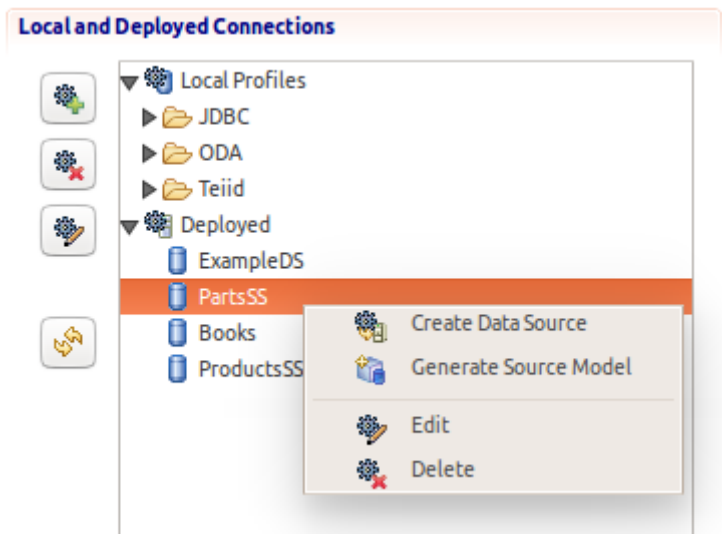 Local and Deployed Connections
Local Profiles
JDBC
ODA
Teiid
Deployed
ExampleDS
PartsSS
Books
ProductsSS
Create Data Source
Generate Source Model
Edit
Delete